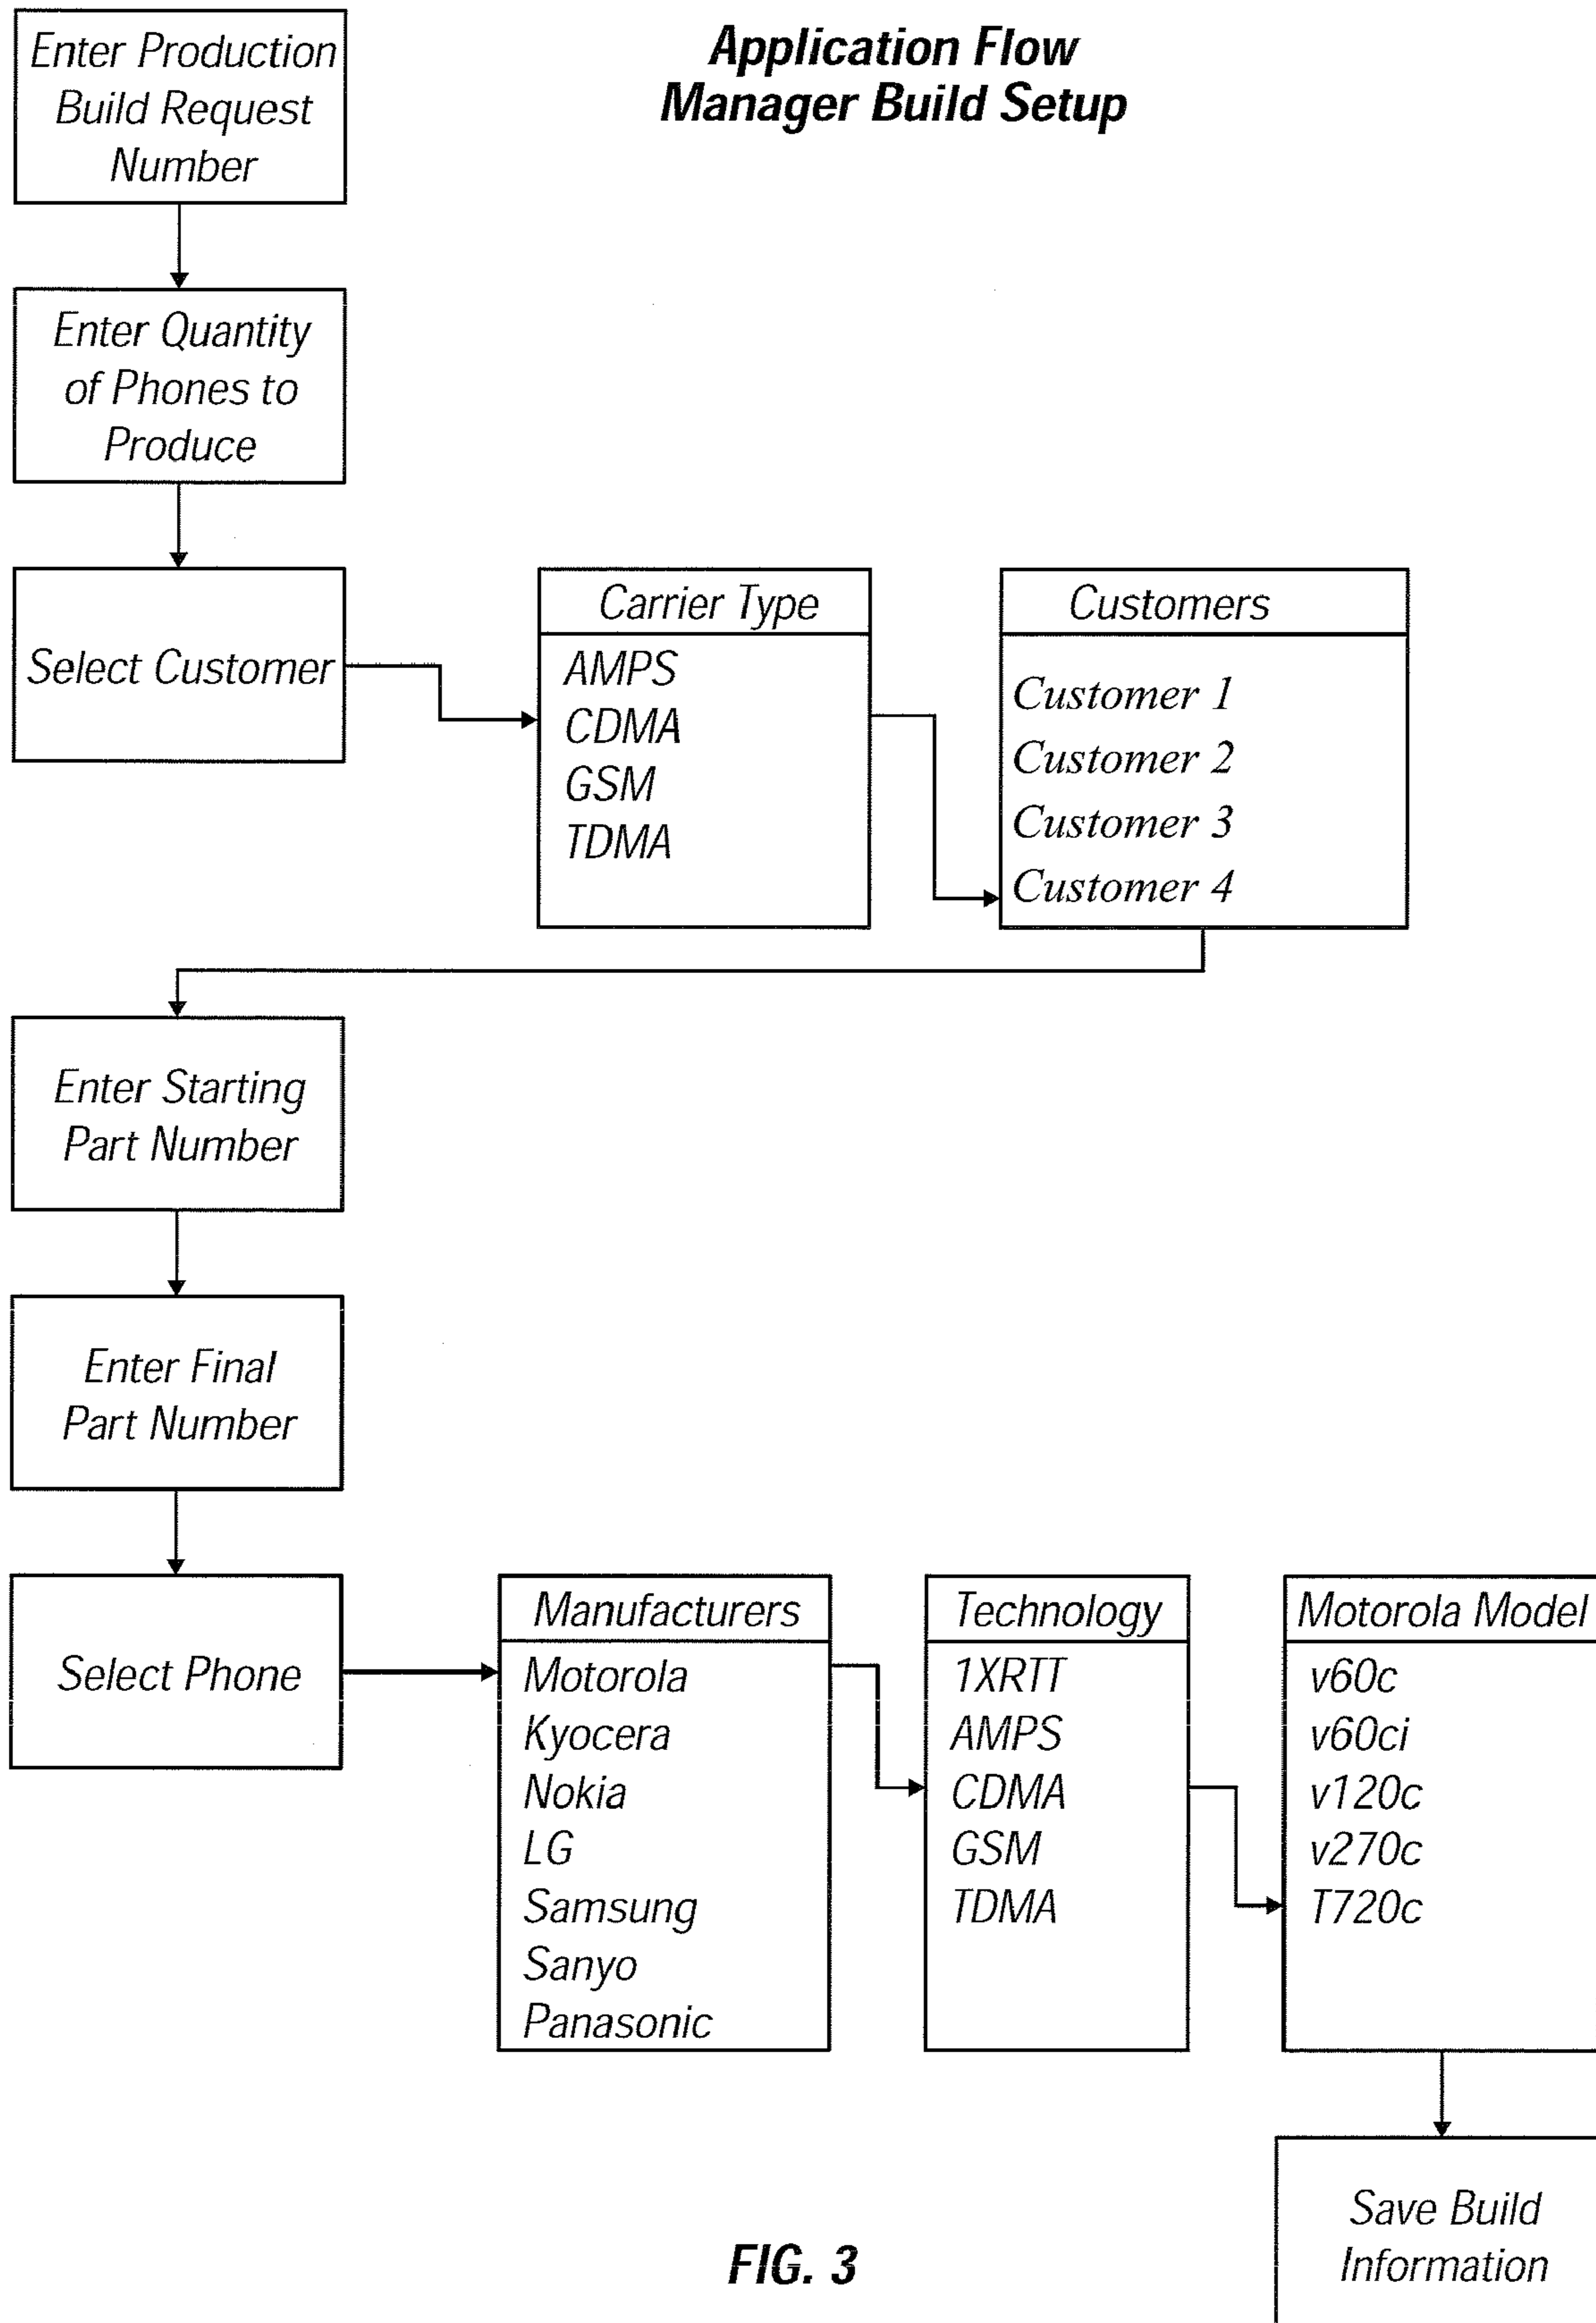 Application Flow
Manager Build Setup
Enter Production
Build Request
Number
Enter Quantity
of Phones to
Produce
Select Customer
Carrier Type
AMPS
CDMA
GSM
TDMA
Customers
Customer 1
Customer 2
Customer 3
Customer 4
Enter Starting
Part Number
Enter Final
Part Number
Select Phone
Manufacturers
Motorola
Kyocera
Nokia
LG
Samsung
Sanyo
Panasonic
Technology
1XRTT
AMPS
CDMA
GSM
TDMA
Motorola Model
v60c
v60ci
v120c
v270c
T720c
Save Build
Information
FIG. 3